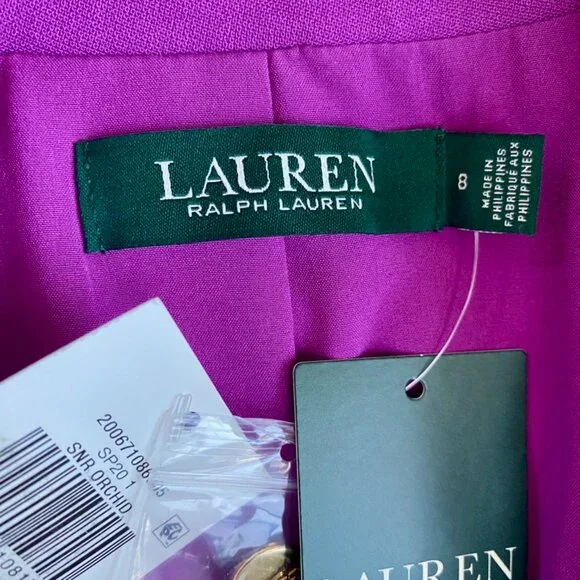 LAUREN
RALPH LAUREN
8
MADE IN
PHILIPPINES
FABRIQUE AUX
PHILIPPINES
SP20 1
SNR ORCHID
LAUREN